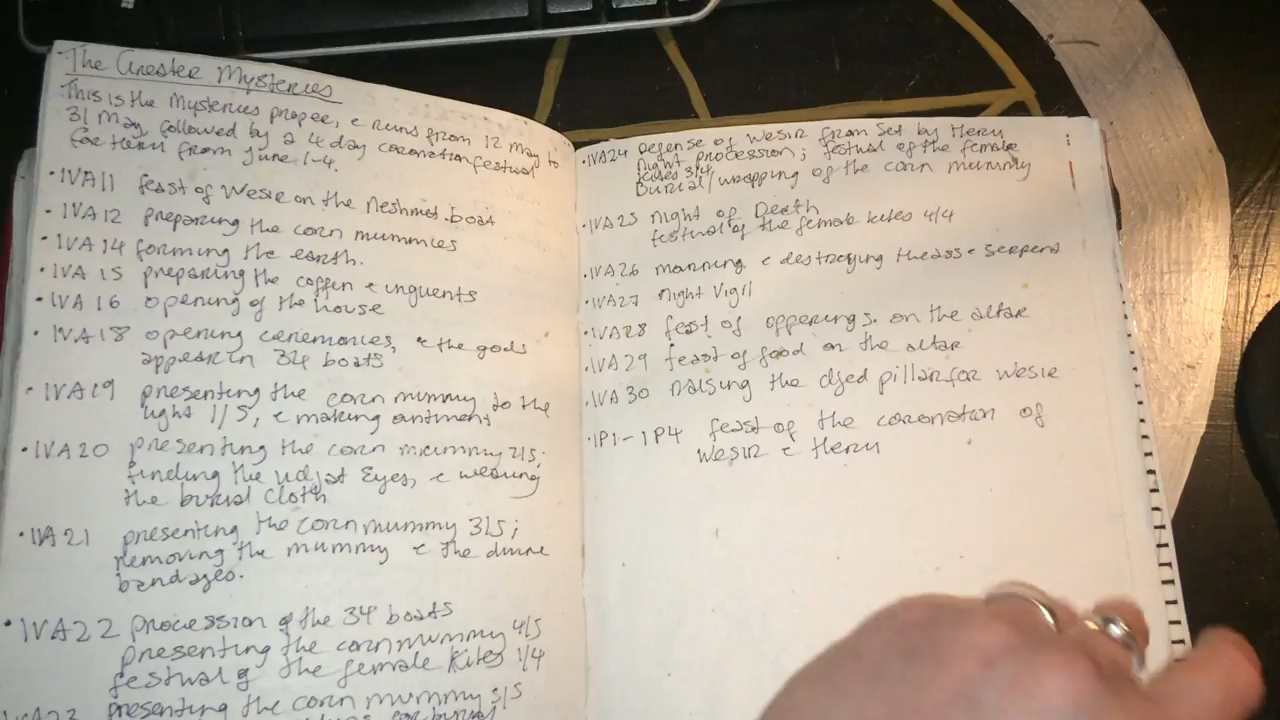 The Greater Mysteries
This is the Mysteries proper, & runs from 12 May to
31 May, followed by a 4 day coronation festival
for Heru from June 1-4.
• IVA11 feast of Wesir on the Neshmet boat
• IVA12 preparing the corn mummies
• IVA14 forming the earth.
• IVA15 preparing the coffin & unguents
• IVA16 opening of the house
• IVA18 opening ceremonies, & the gods
appear in 34 boats
• IVA19 presenting the corn mummy to the
light 1/5, & making ointment
• IVA20 presenting the corn mummy 2/5;
finding the udjat Eyes, & weaving
the burial cloth
• IVA21 presenting the corn mummy 3/5;
removing the mummy & the divine
bandages.
• IVA22 procession of the 34 boats
presenting the corn mummy 4/5
festival of the female Kites 1/4
IVA23 presenting the corn mummy 5/5
burial
• IVA24 Defense of Wesir from Set by Heru
Night procession; festival of the female
kites 3/4
Burial/wrapping of the corn mummy
• IVA25 Night of Death
festival of the female kites 4/4
• IVA26 mourning & destroying the ass & serpent
• IVA27 Night Vigil
• IVA28 feast of offerings on the altar
• IVA29 feast of food on the altar
• IVA30 Raising the djed pillar for Wesir
• IP1-IP4 feast of the coronation of
Wesir & Heru